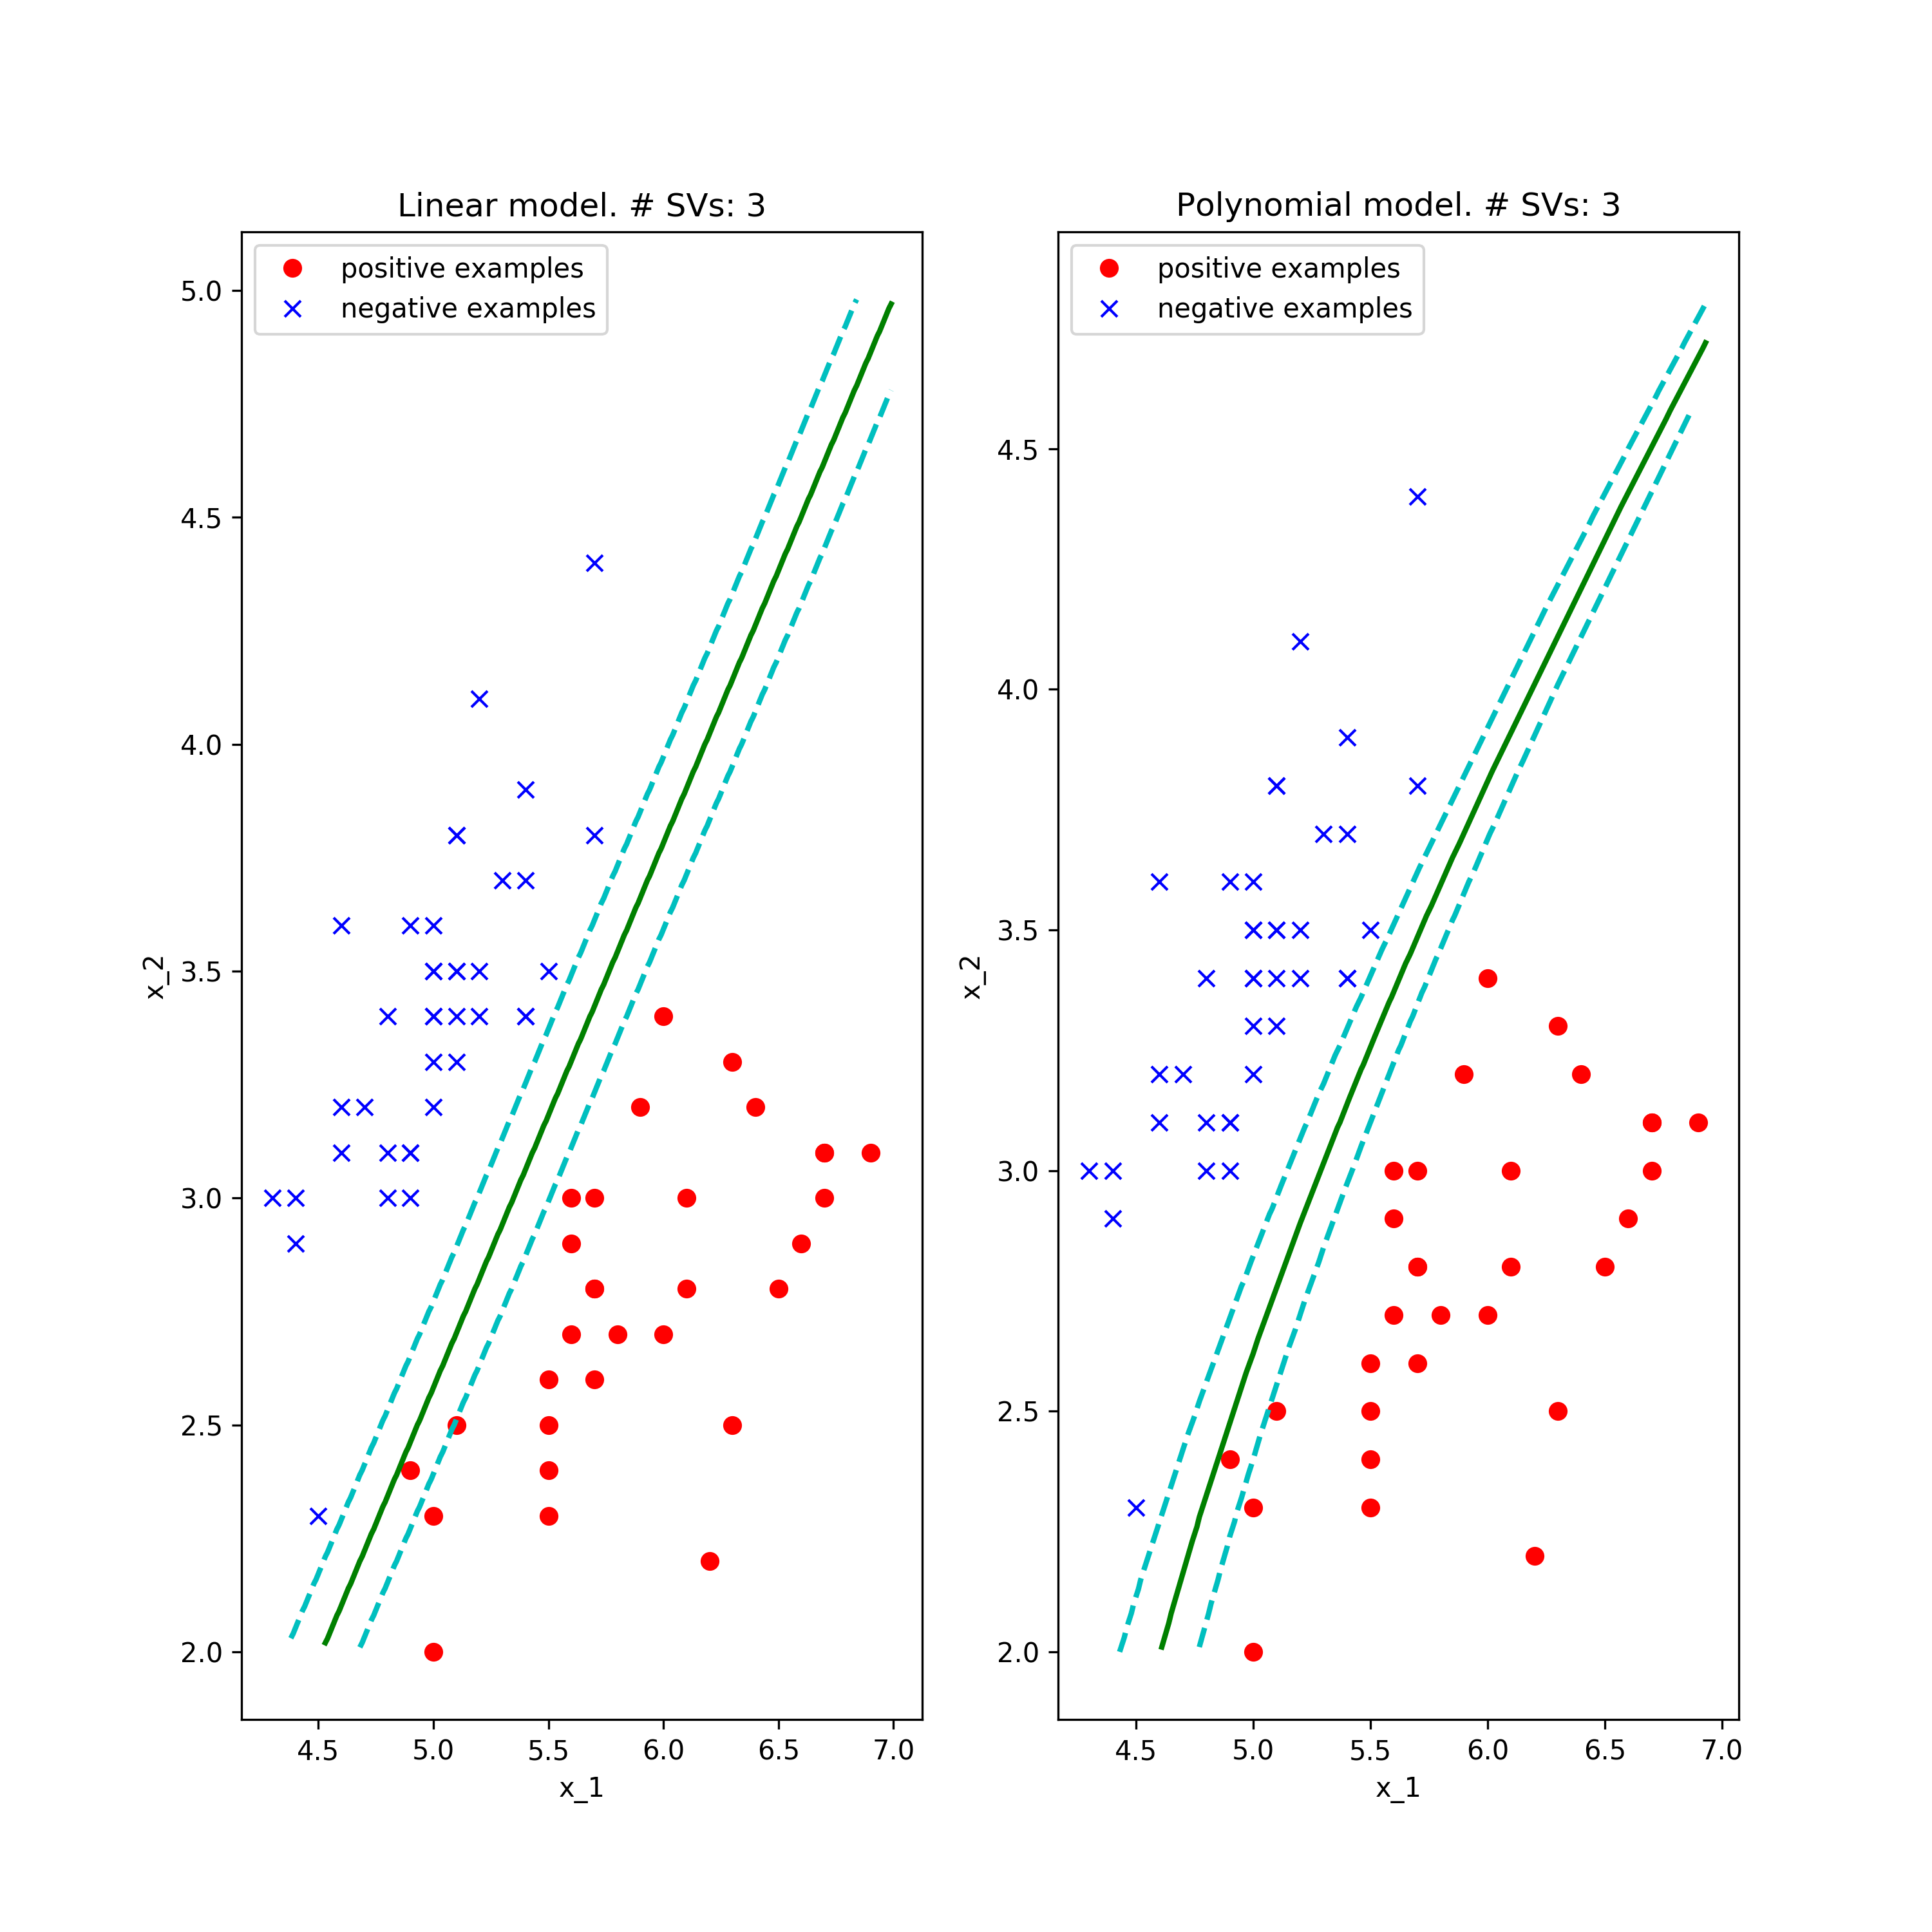 Linear model. # SVs: 3
positive examples
negative examples
5.0
4.5
4.0
3.5
3.0
2.5
2.0
x_2
4.5 5.0 5.5 6.0 6.5 7.0
x_1
Polynomial model. # SVs: 3
positive examples
negative examples
4.5
4.0
3.5
3.0
2.5
2.0
x_2
4.5 5.0 5.5 6.0 6.5 7.0
x_1